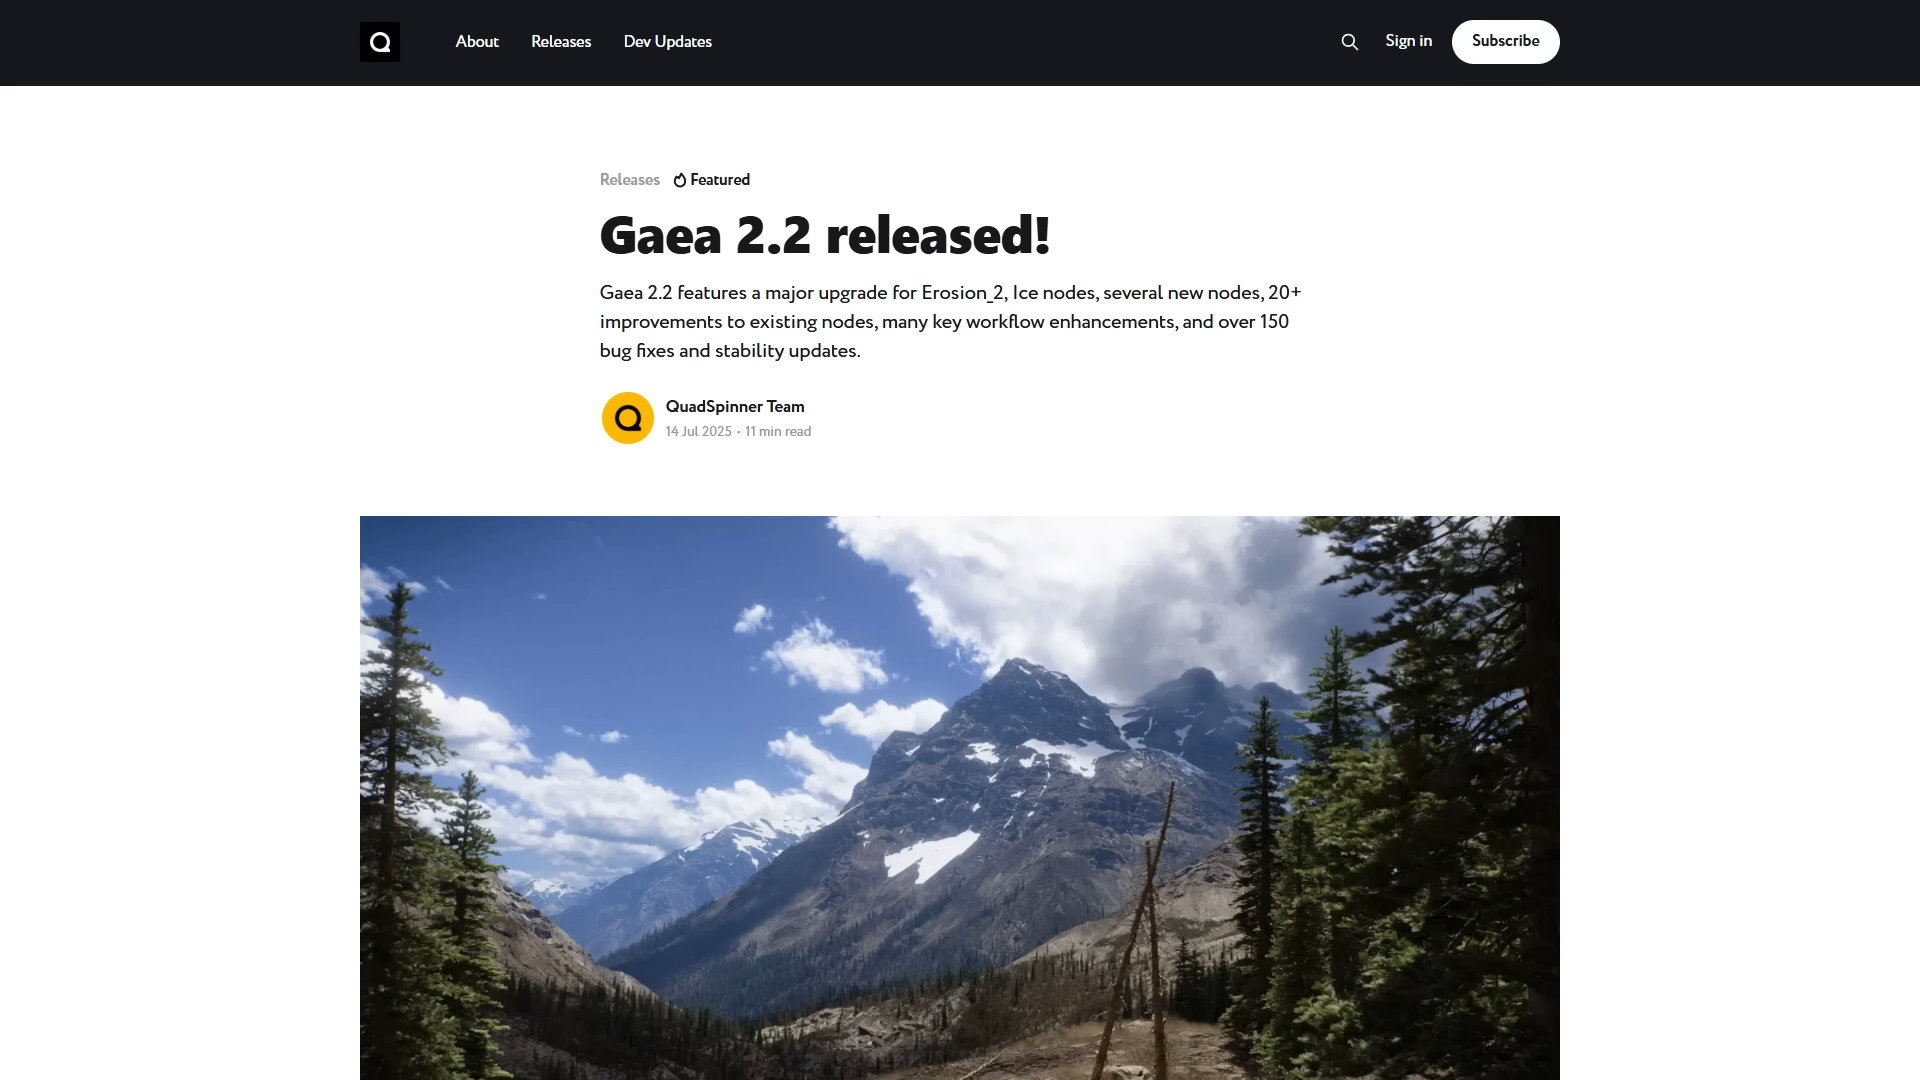 About
Releases
Dev Updates
Sign in
Subscribe
Releases
Featured
Gaea 2.2 released!
Gaea 2.2 features a major upgrade for Erosion_2, Ice nodes, several new nodes, 20+
improvements to existing nodes, many key workflow enhancements, and over 150
bug fixes and stability updates.
QuadSpinner Team
14 Jul 2025 • 11 min read